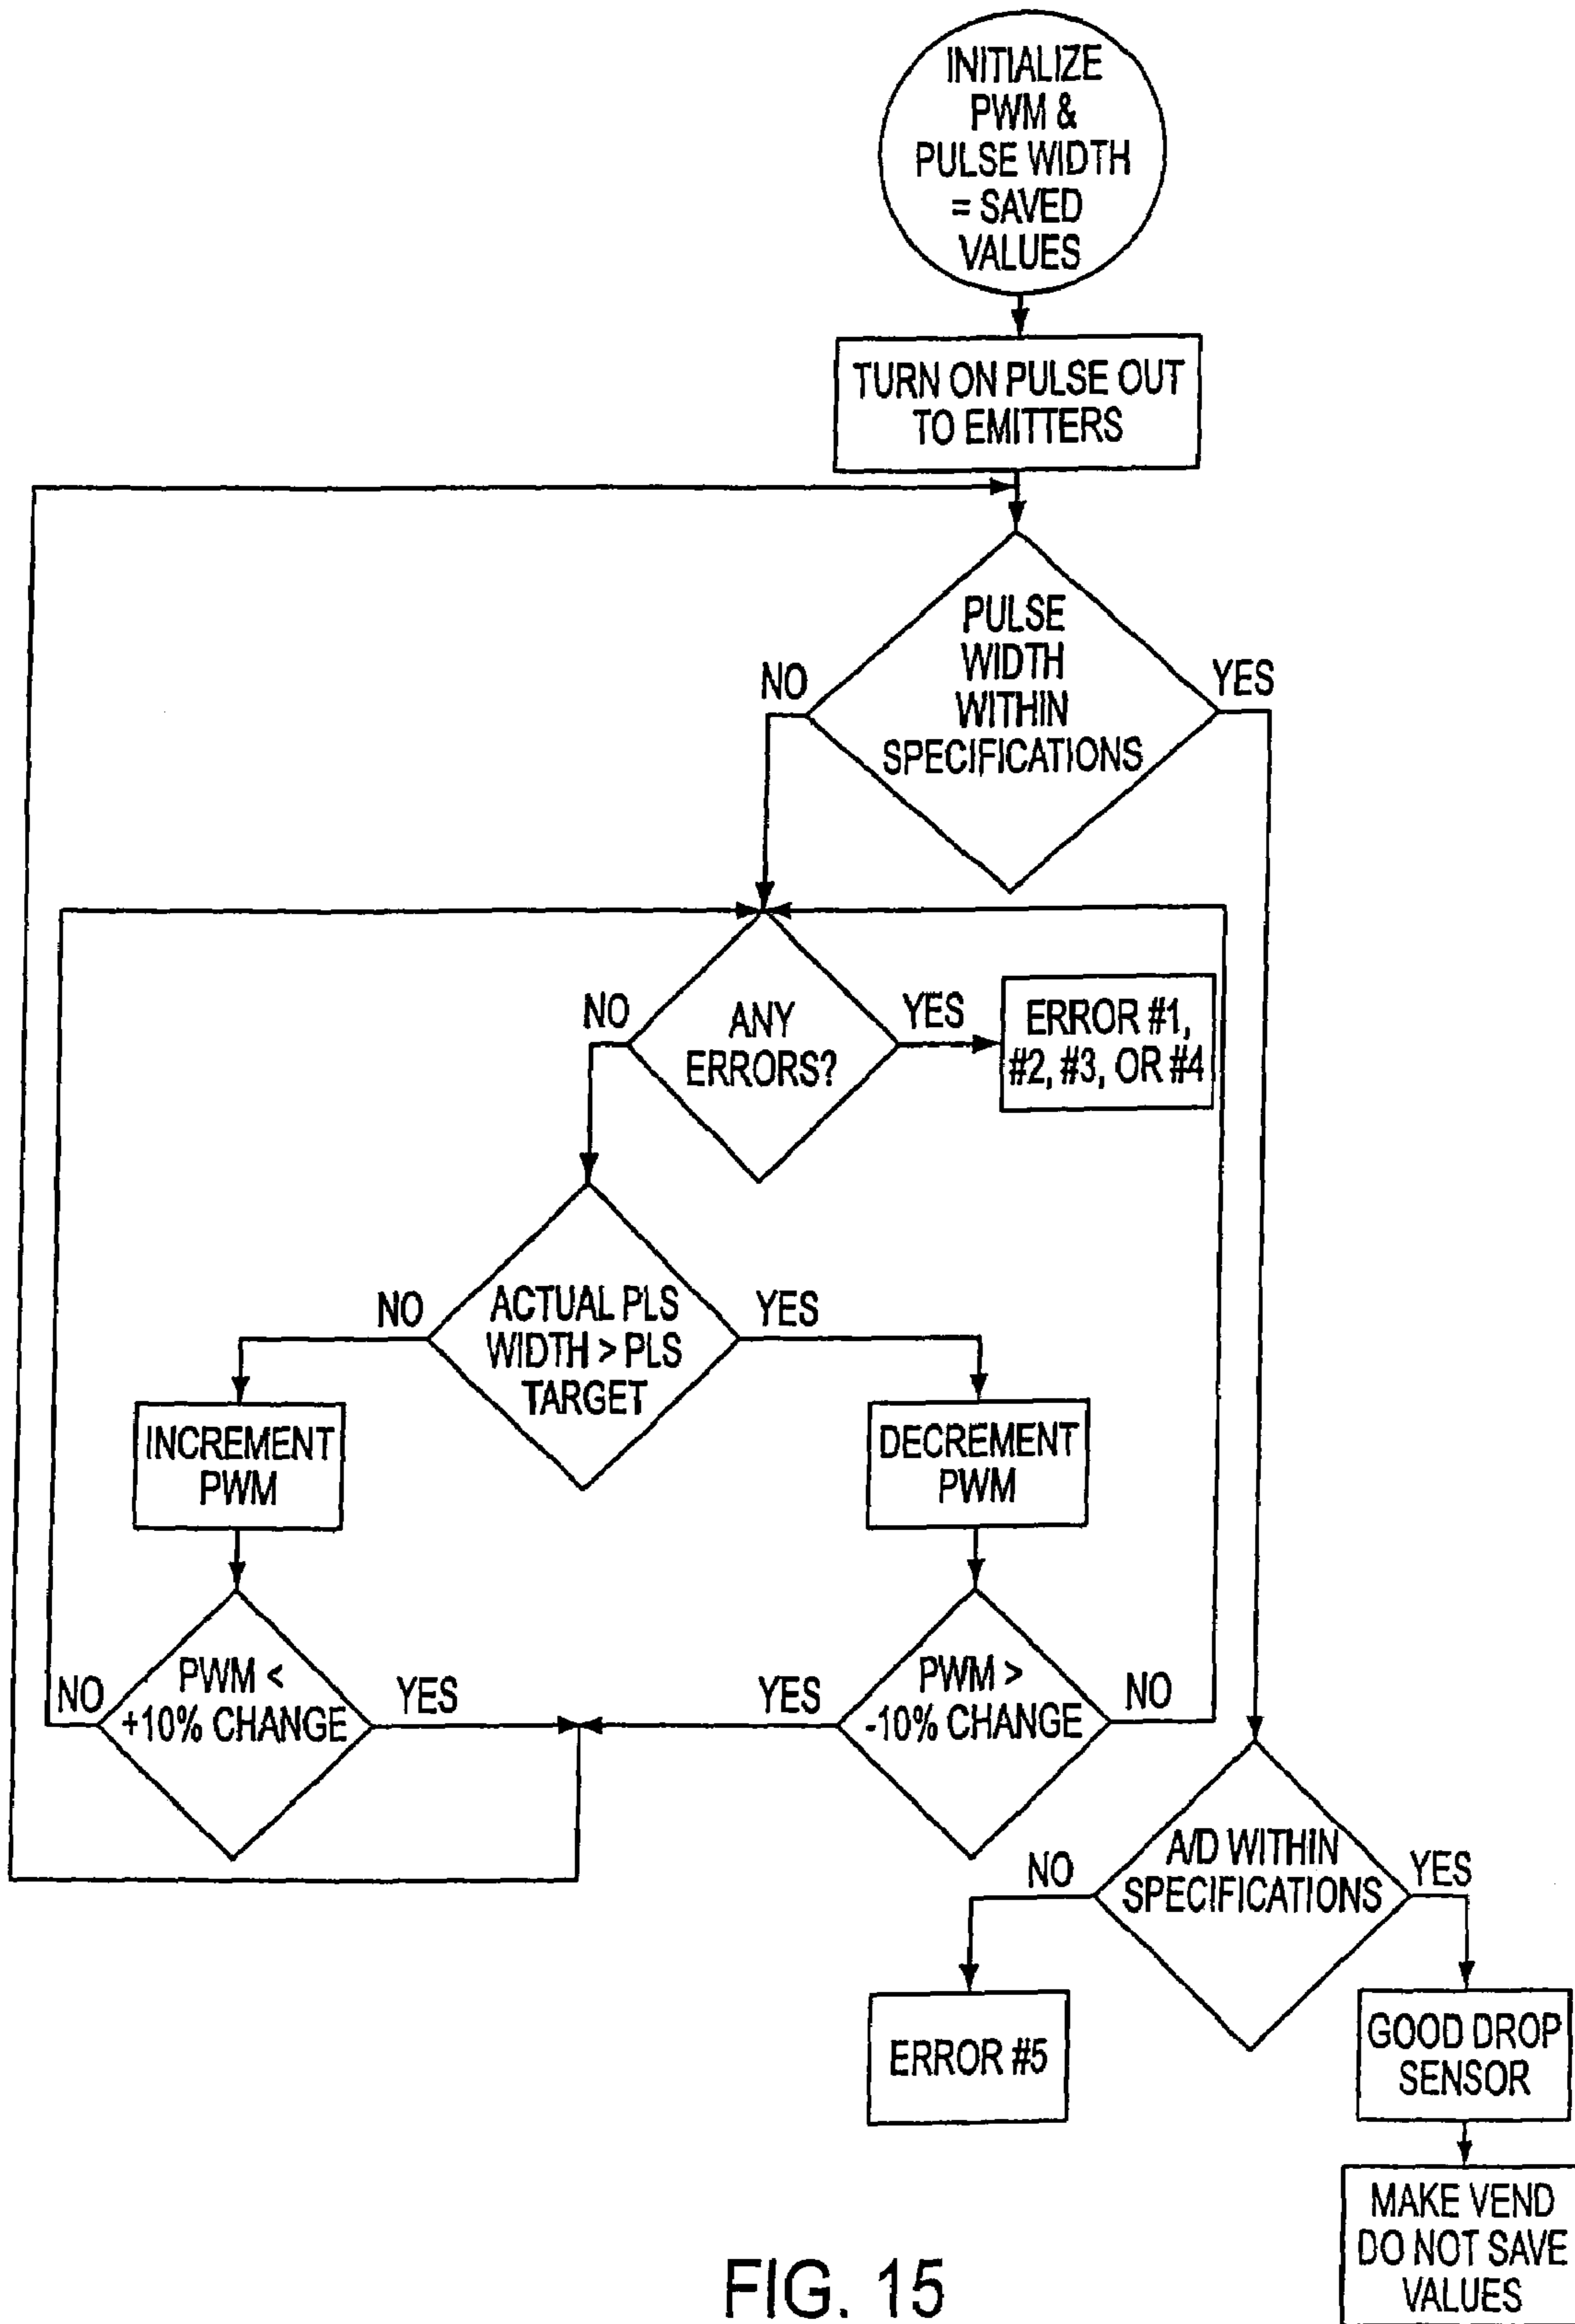 INITIALIZE
PWM &
PULSE WIDTH
= SAVED
VALUES
TURN ON PULSE OUT
TO EMITTERS
PULSE
WIDTH
WITHIN
SPECIFICATIONS
NO
YES
ANY
ERRORS?
NO
YES
ERROR #1,
#2, #3, OR #4
ACTUAL PLS
WIDTH > PLS
TARGET
NO
YES
INCREMENT
PWM
DECREMENT
PWM
PWM <
+10% CHANGE
NO
YES
PWM >
-10% CHANGE
YES
NO
A/D WITHIN
SPECIFICATIONS
NO
YES
ERROR #5
GOOD DROP
SENSOR
MAKE VEND
DO NOT SAVE
VALUES
FIG. 15